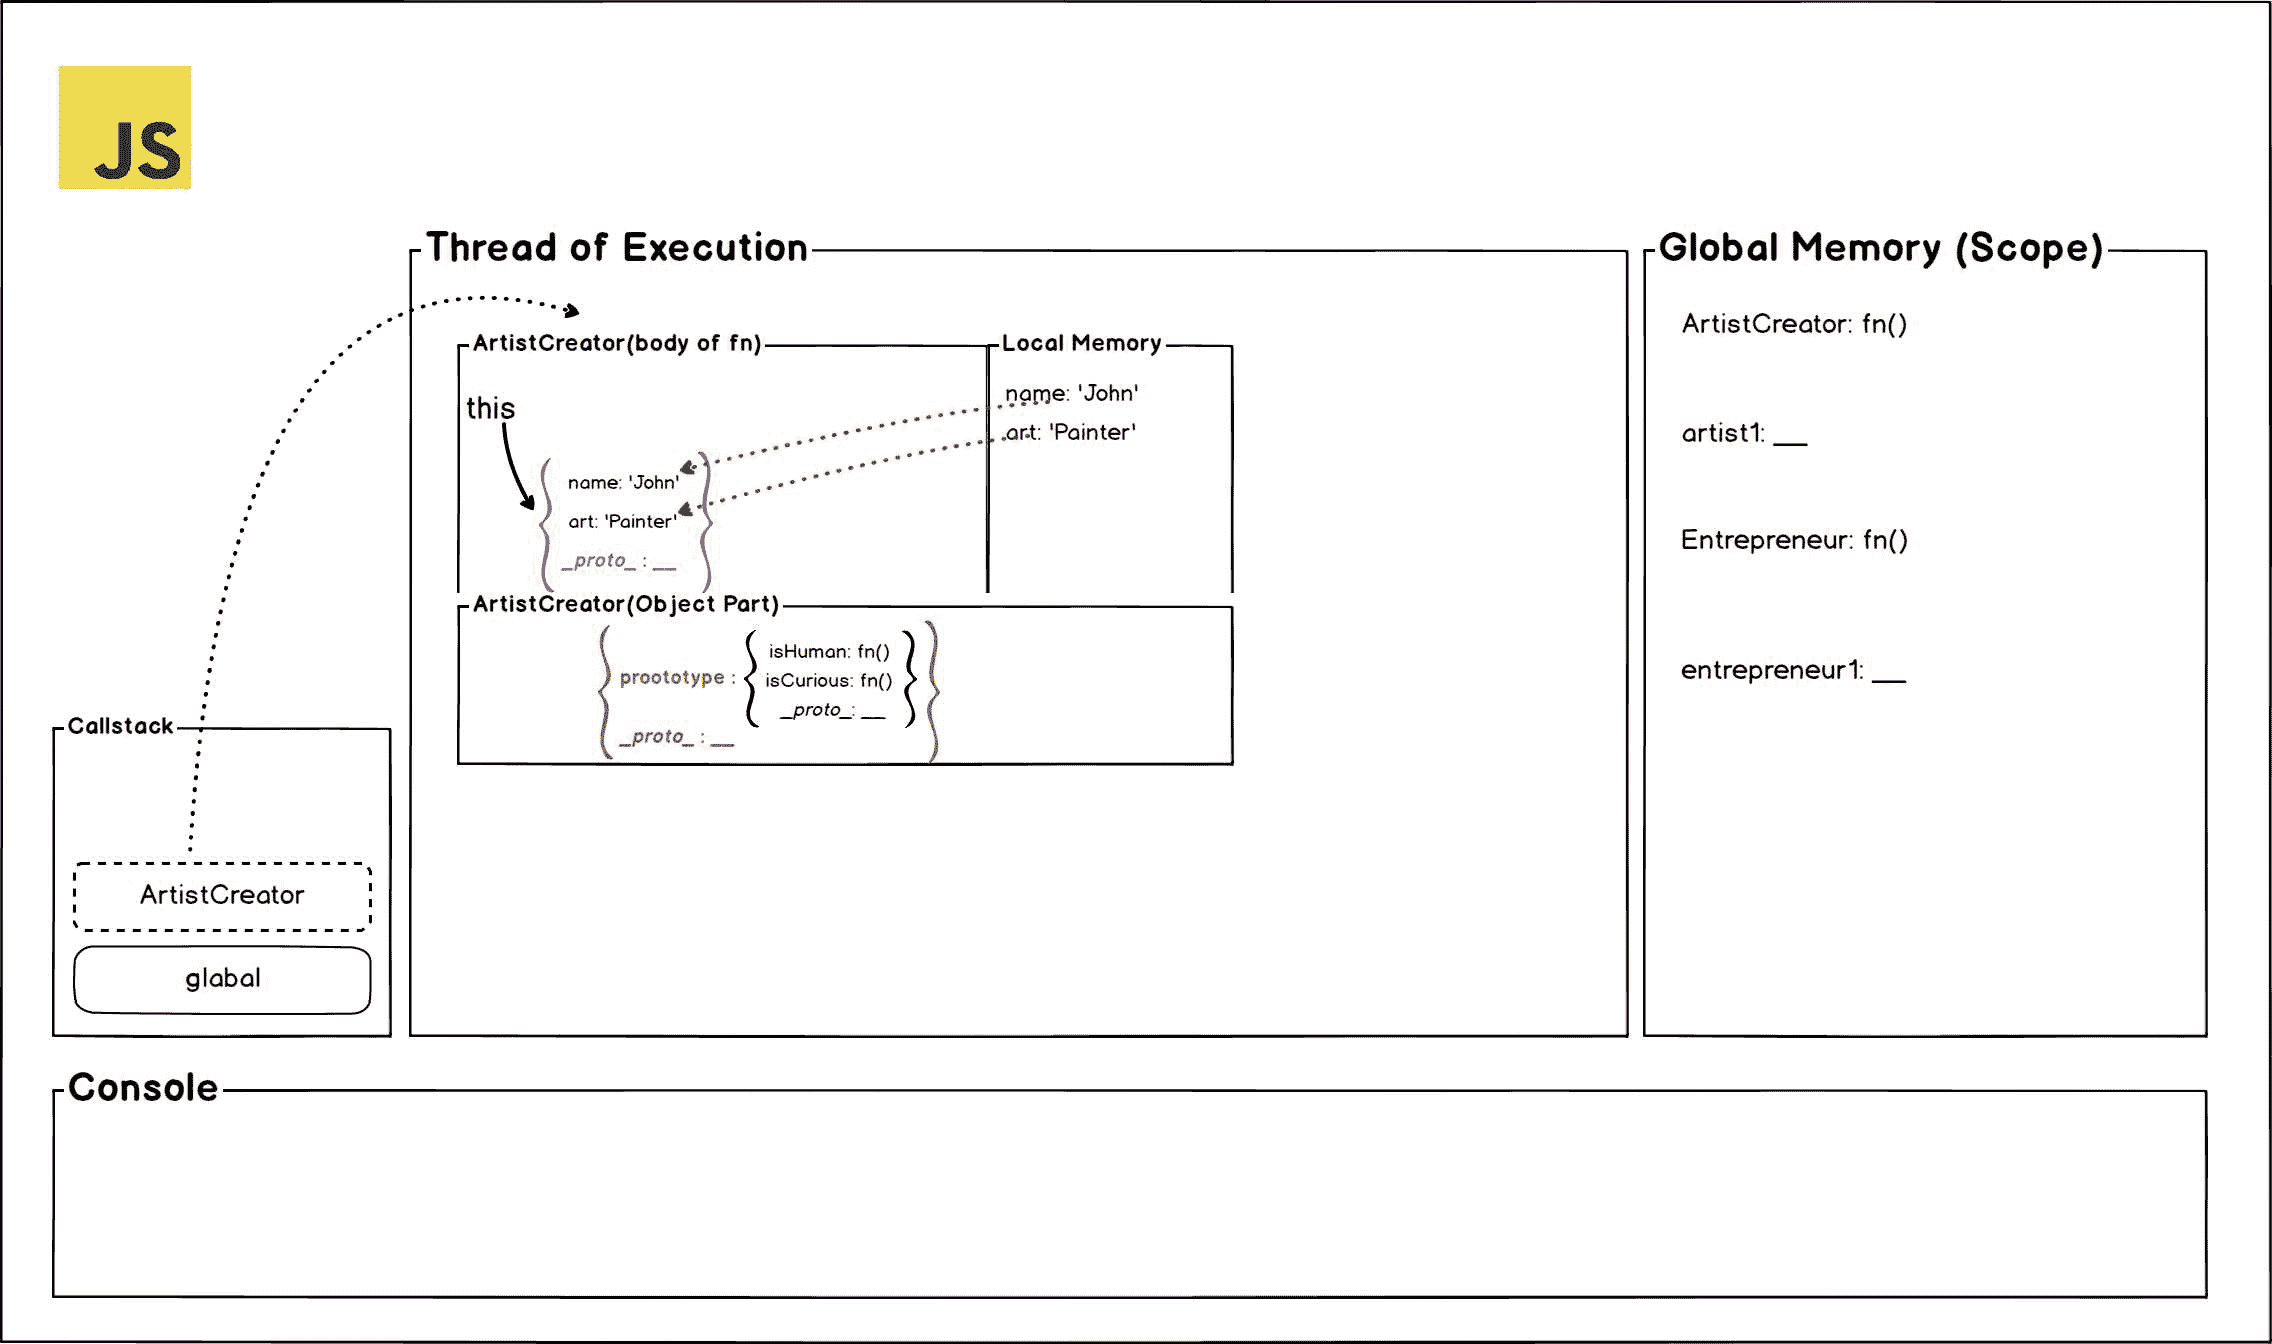 JS
Thread of Execution
Global Memory (Scope)
ArtistCreator(body of fn)
Local Memory
this
name: 'John'
art: 'Painter'
name: 'John'
art: 'Painter'
_proto_ : __
ArtistCreator(Object Part)
prootype :
isHuman: fn()
isCurious: fn()
_proto_: __
_proto_ : __
ArtistCreator: fn()
artist1: __
Entrepreneur: fn()
entrepreneur1: __
Callstack
ArtistCreator
glabal
Console